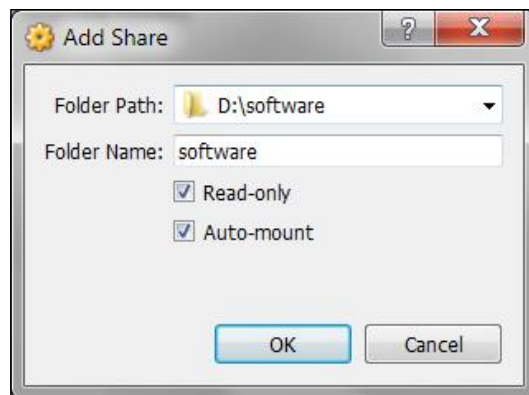 Add Share
?
X
Folder Path: D:\software
Folder Name: software
Read-only
Auto-mount
OK Cancel